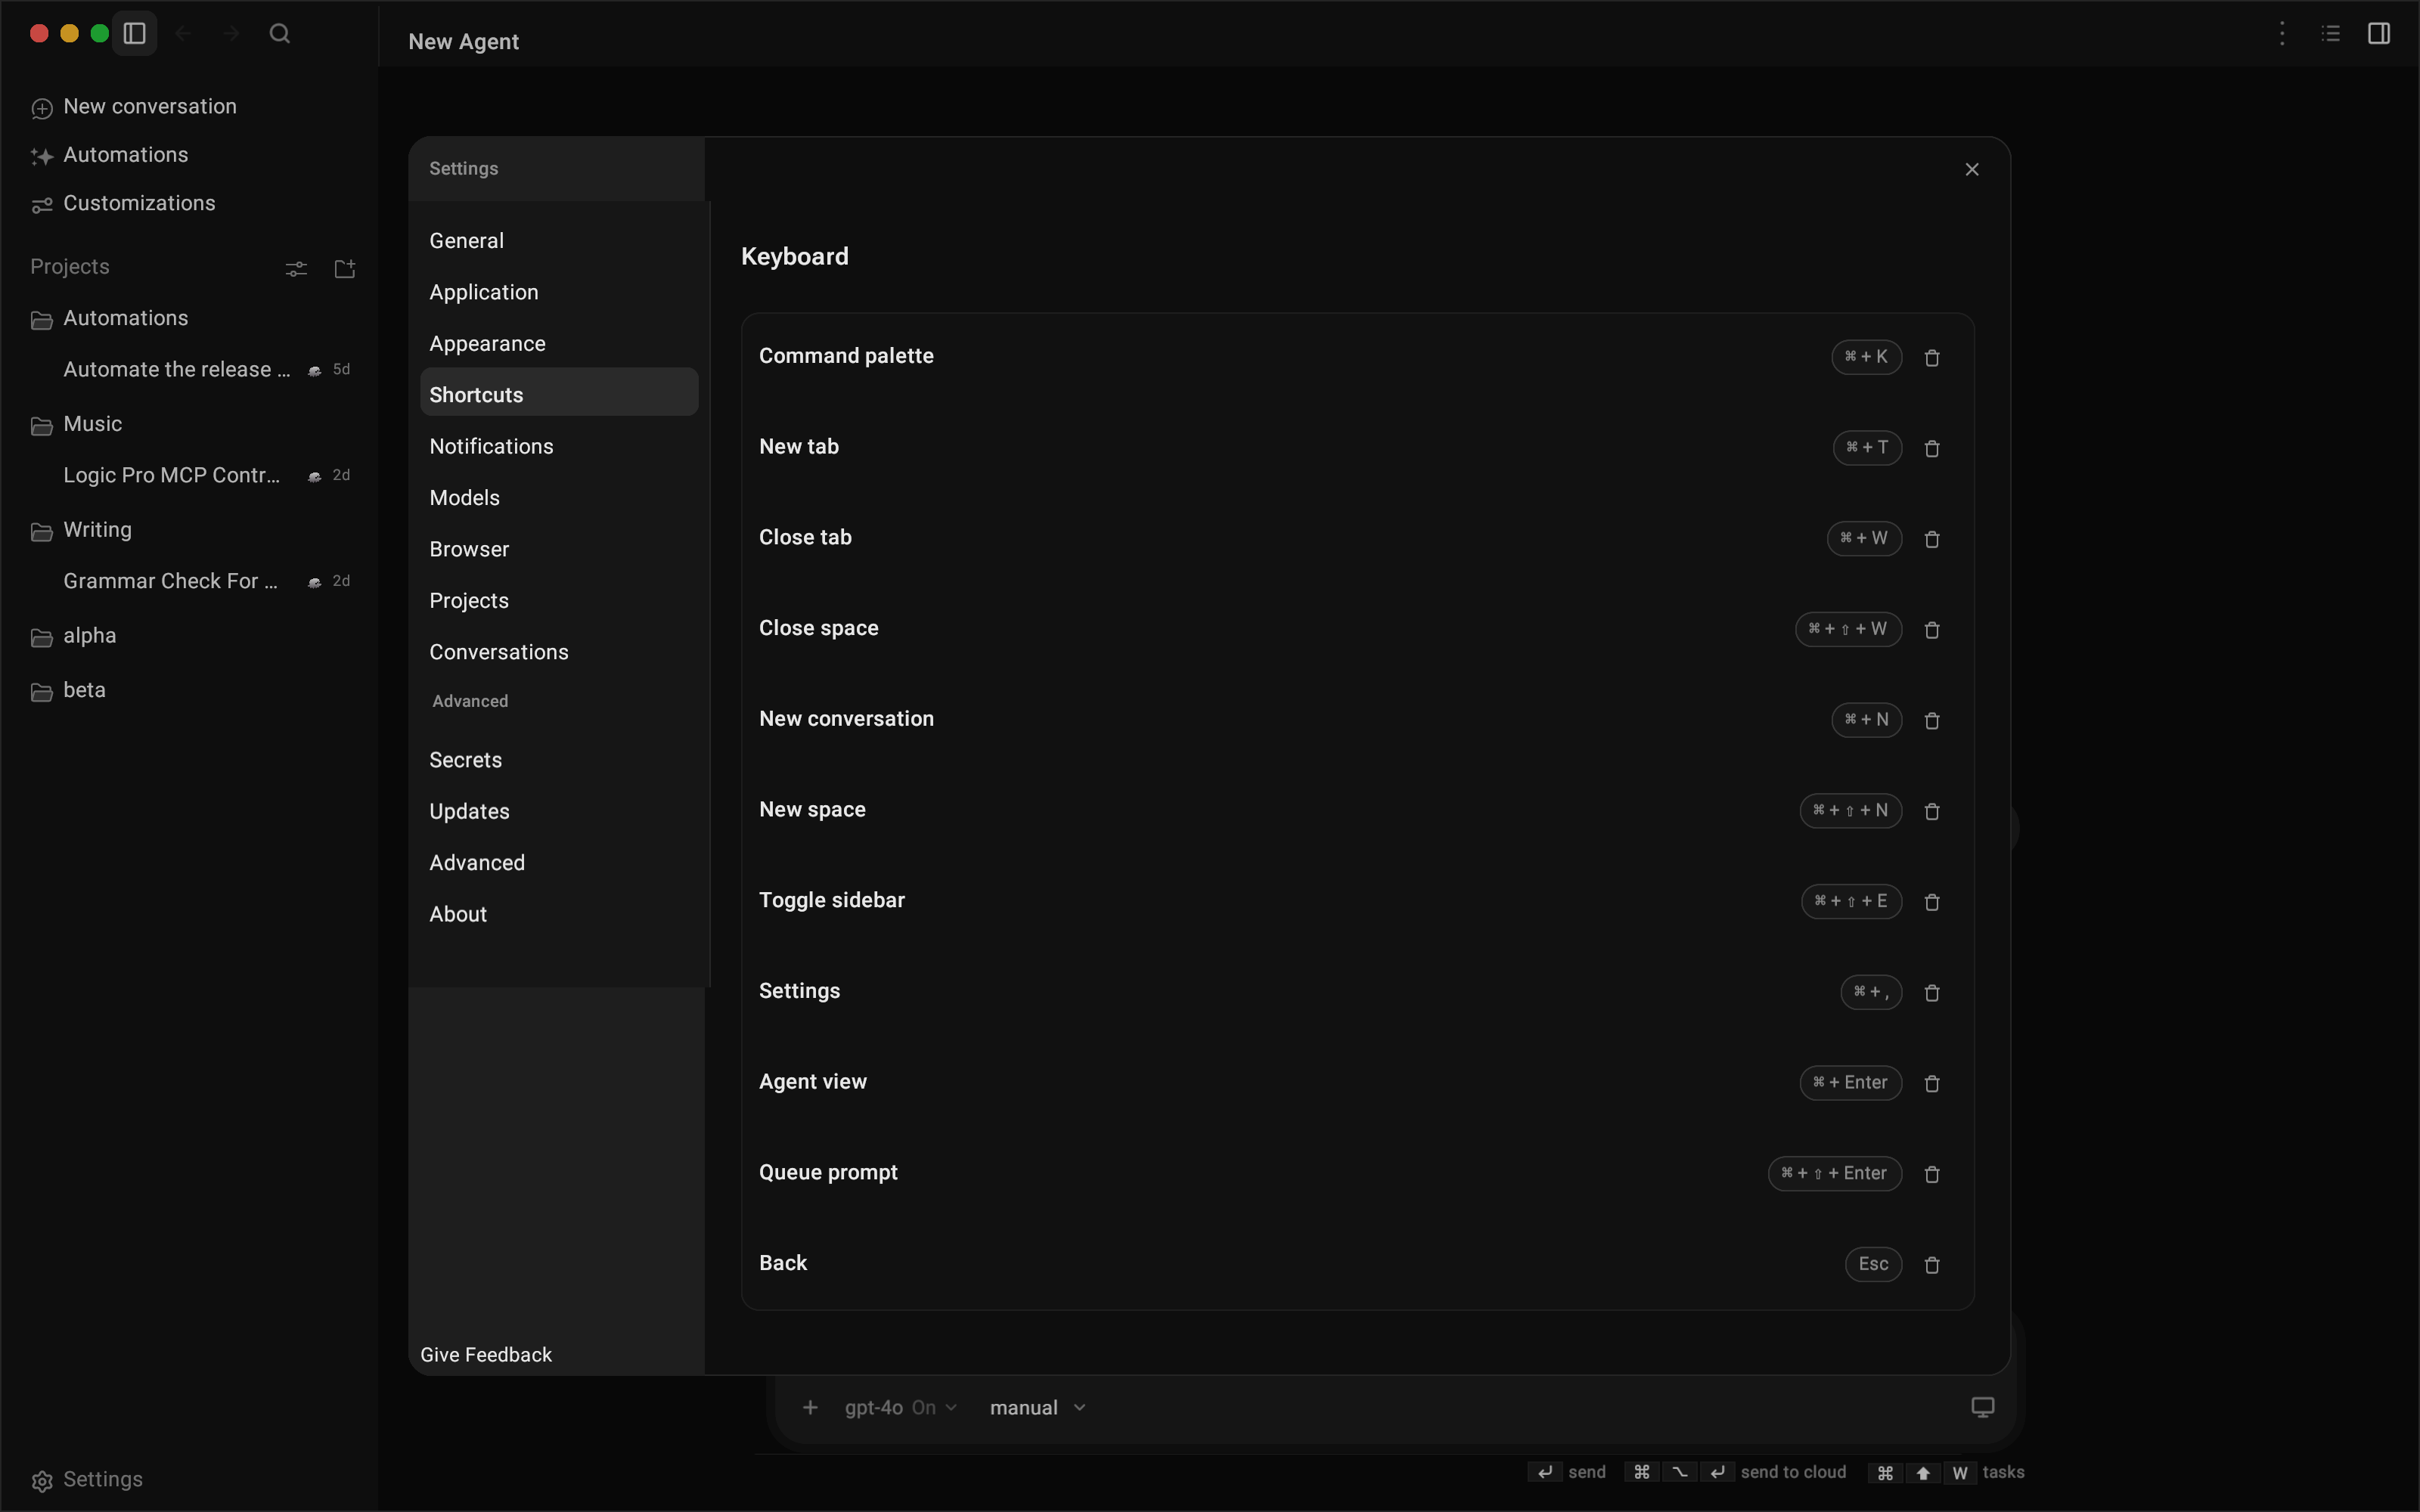 New Agent
New conversation
Automations
Customizations
Projects
Automations
Automate the release ... 5d
Music
Logic Pro MCP Contr... 2d
Writing
Grammar Check For ... 2d
alpha
beta
Settings
Settings
General
Application
Appearance
Shortcuts
Notifications
Models
Browser
Projects
Conversations
Advanced
Secrets
Updates
Advanced
About
Give Feedback
Keyboard
Command palette ⌘ + K
New tab ⌘ + T
Close tab ⌘ + W
Close space ⌘ + ⇧ + W
New conversation ⌘ + N
New space ⌘ + ⇧ + N
Toggle sidebar ⌘ + ⇧ + E
Settings ⌘ + ,
Agent view ⌘ + Enter
Queue prompt ⌘ + ⇧ + Enter
Back Esc
gpt-4o On manual
↵ send ⌘ ⌥ ↵ send to cloud ⌘ ⬆ W tasks